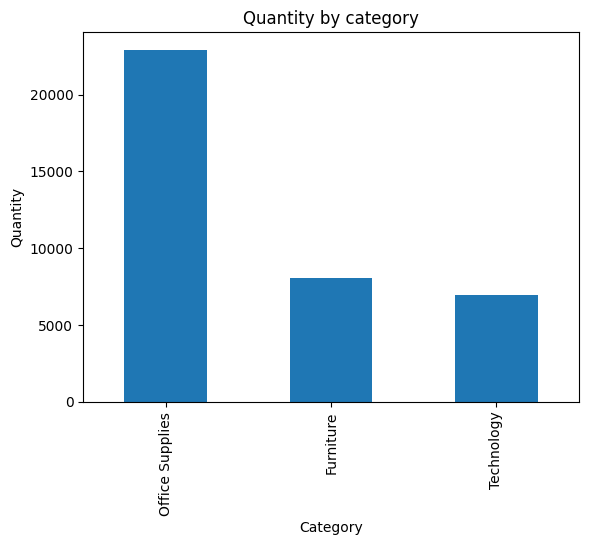 Quantity by category
Quantity
20000
15000
10000
5000
0
Office Supplies
Furniture
Technology
Category